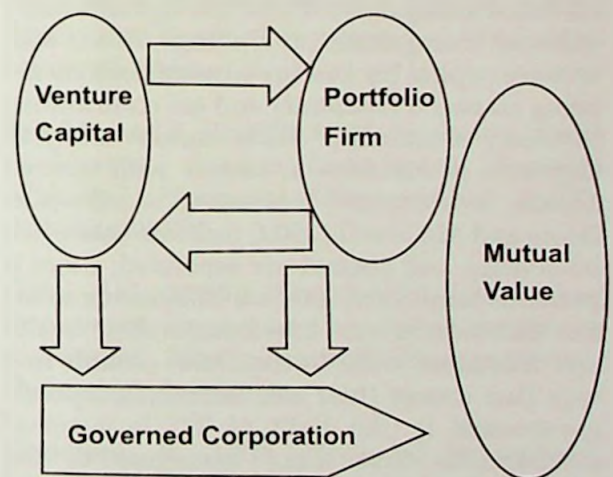 Venture
Capital
Portfolio
Firm
Mutual
Value
Governed Corporation